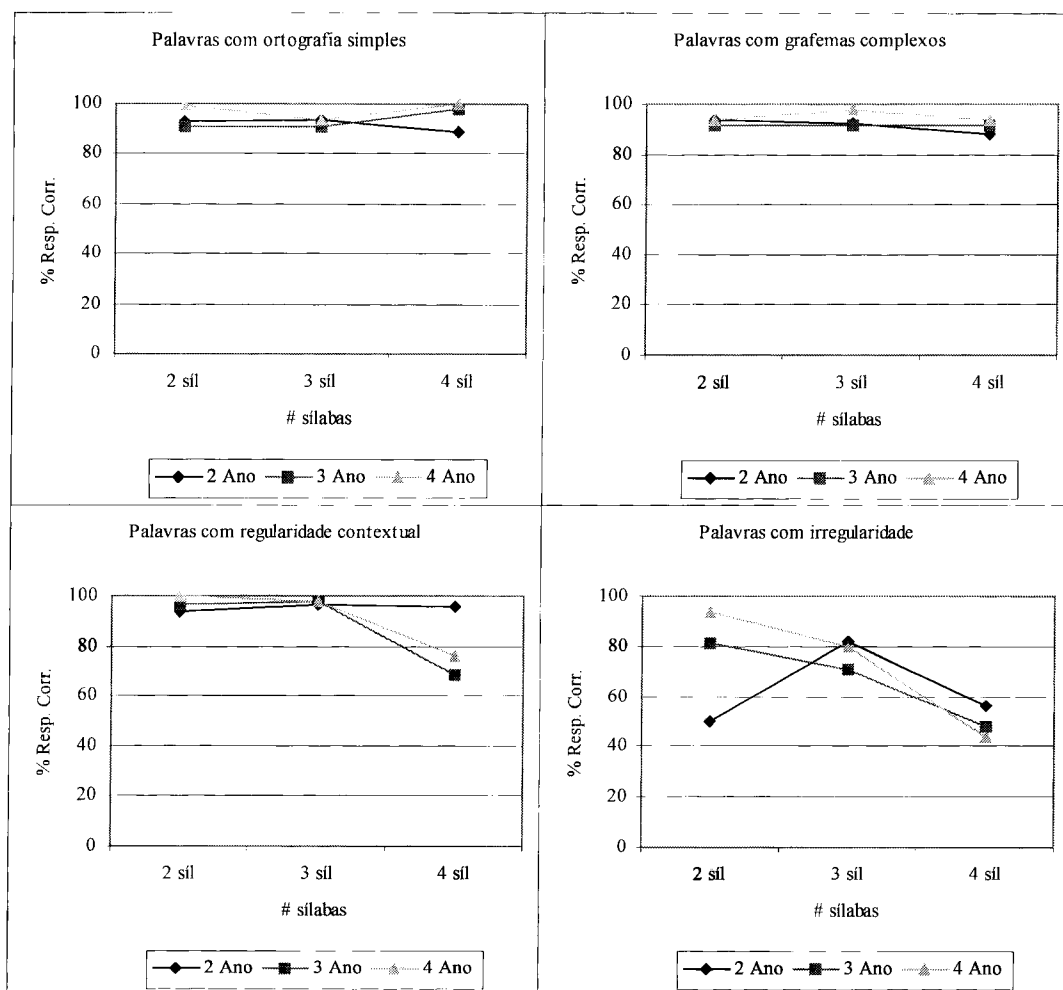 Palavras com ortografia simples
100
80
60
40
20
0
% Resp. Corr.
2 síl 3 síl 4 síl
# sílabas
2 Ano 3 Ano 4 Ano
Palavras com grafemas complexos
100
80
60
40
20
0
% Resp. Corr.
2 síl 3 síl 4 síl
# sílabas
2 Ano 3 Ano 4 Ano
Palavras com regularidade contextual
100
80
60
40
20
0
% Resp. Corr.
2 síl 3 síl 4 síl
# sílabas
2 Ano 3 Ano 4 Ano
Palavras com irregularidade
100
80
60
40
20
0
% Resp. Corr.
2 síl 3 síl 4 síl
# sílabas
2 Ano 3 Ano 4 Ano